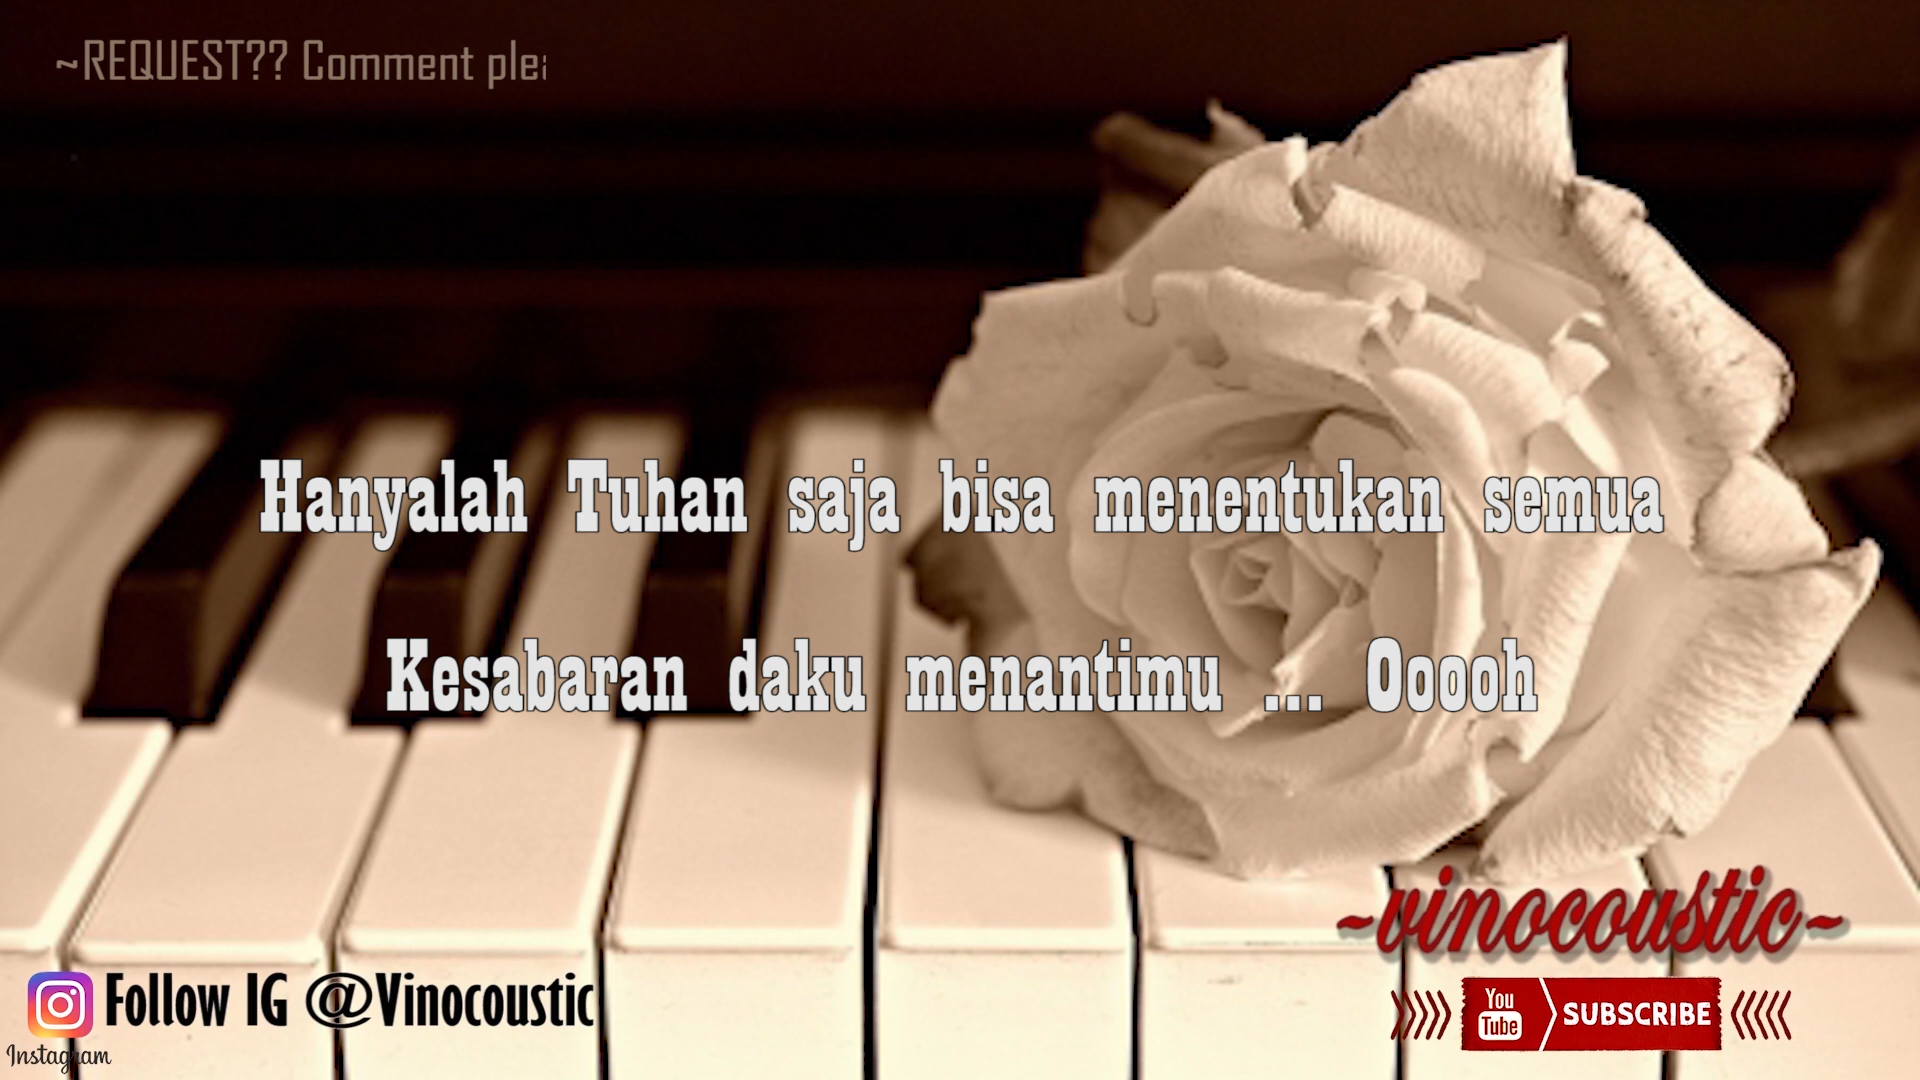 ~REQUEST?? Comment
Hanyalah Tuhan saja bisa menentukan semua
Kesabaran daku menantimu ... Ooooh
~vinocoustic~
Follow IG @Vinocoustic
You
Tube
SUBSCRIBE
Instagram